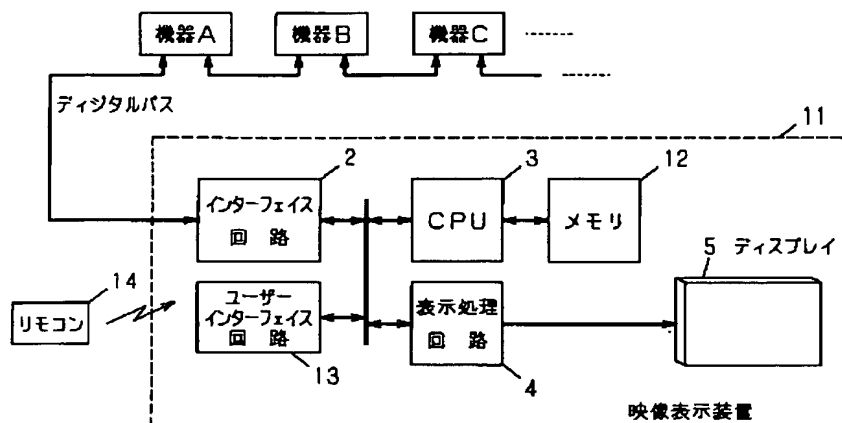 機器A 機器B 機器C
ディジタルバス
11
2
3
12
インターフェイス
回路
CPU
メモリ
5 ディスプレイ
14
リモコン
ユーザー
インターフェイス
回路
13
表示処理
回路
4
映像表示装置